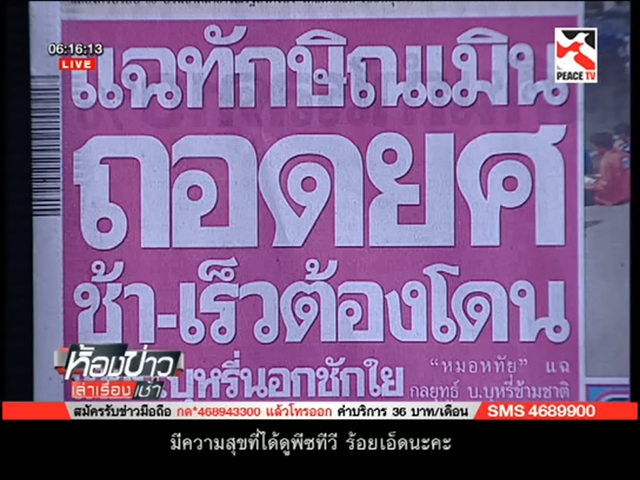 06:16:13
LIVE
PEACE TV
แฉทักษิณเมิน
ถอดยศ
ช้า-เร็วต้องโดน
บุหรี่นอกชักใย
"หมอหทัย" แฉ
กลยุทธ์ บ.บุหรี่ข้ามชาติ
ห้องข่าว
เล่าเรื่อง เช้า
สมัครรับข่าวมือถือ กด*468943300 แล้วโทรออก ค่าบริการ 36 บาท/เดือน SMS 4689900
มีความสุขที่ได้ดูพีซทีวี ร้อยเอ็ดนะคะ